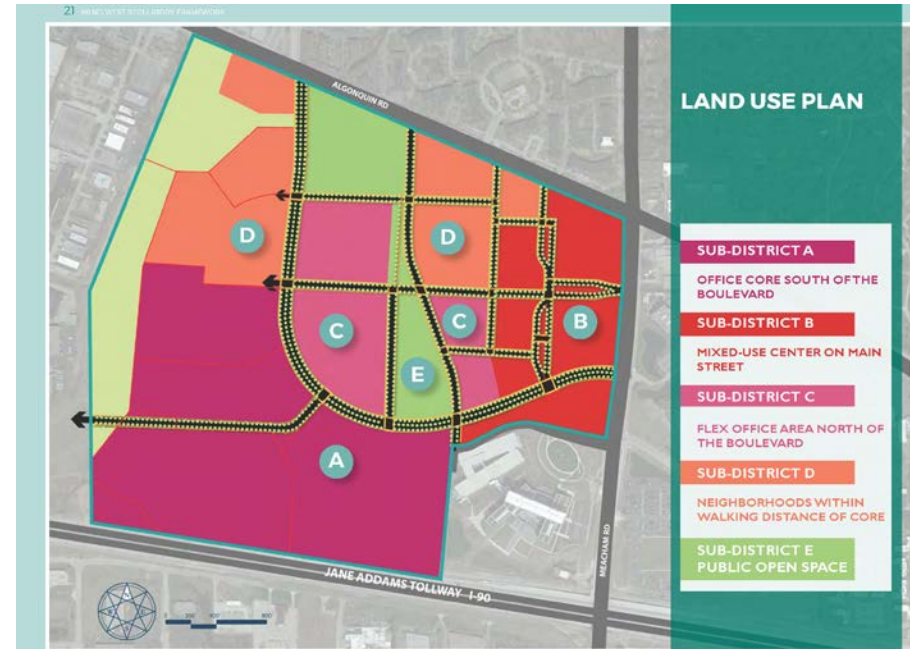 21
ALGONQUIN RD
LAND USE PLAN
SUB-DISTRICT A
OFFICE CORE SOUTH OF THE
BOULEVARD
SUB-DISTRICT B
MIXED-USE CENTER ON MAIN
STREET
SUB-DISTRICT C
FLEX OFFICE AREA NORTH OF
THE BOULEVARD
SUB-DISTRICT D
NEIGHBORHOODS WITHIN
WALKING DISTANCE OF CORE
SUB-DISTRICT E
PUBLIC OPEN SPACE
D
D
C
C
B
E
A
MEACHAM RD
JANE ADDAMS TOLLWAY I-90
N